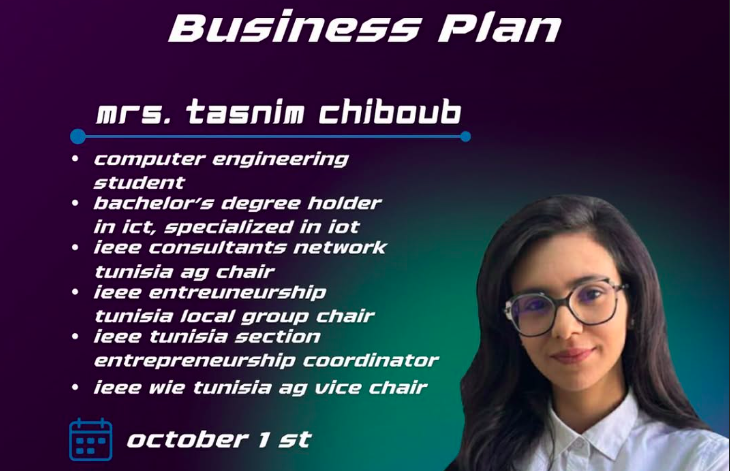 Business Plan
mrs. tasnim chiboub
• computer engineering
student
• bachelor's degree holder
in ict, specialized in iot
• ieee consultants network
tunisia ag chair
• ieee entreuneurship
tunisia local group chair
• ieee tunisia section
entrepreneurship coordinator
• ieee wie tunisia ag vice chair
october 1 st